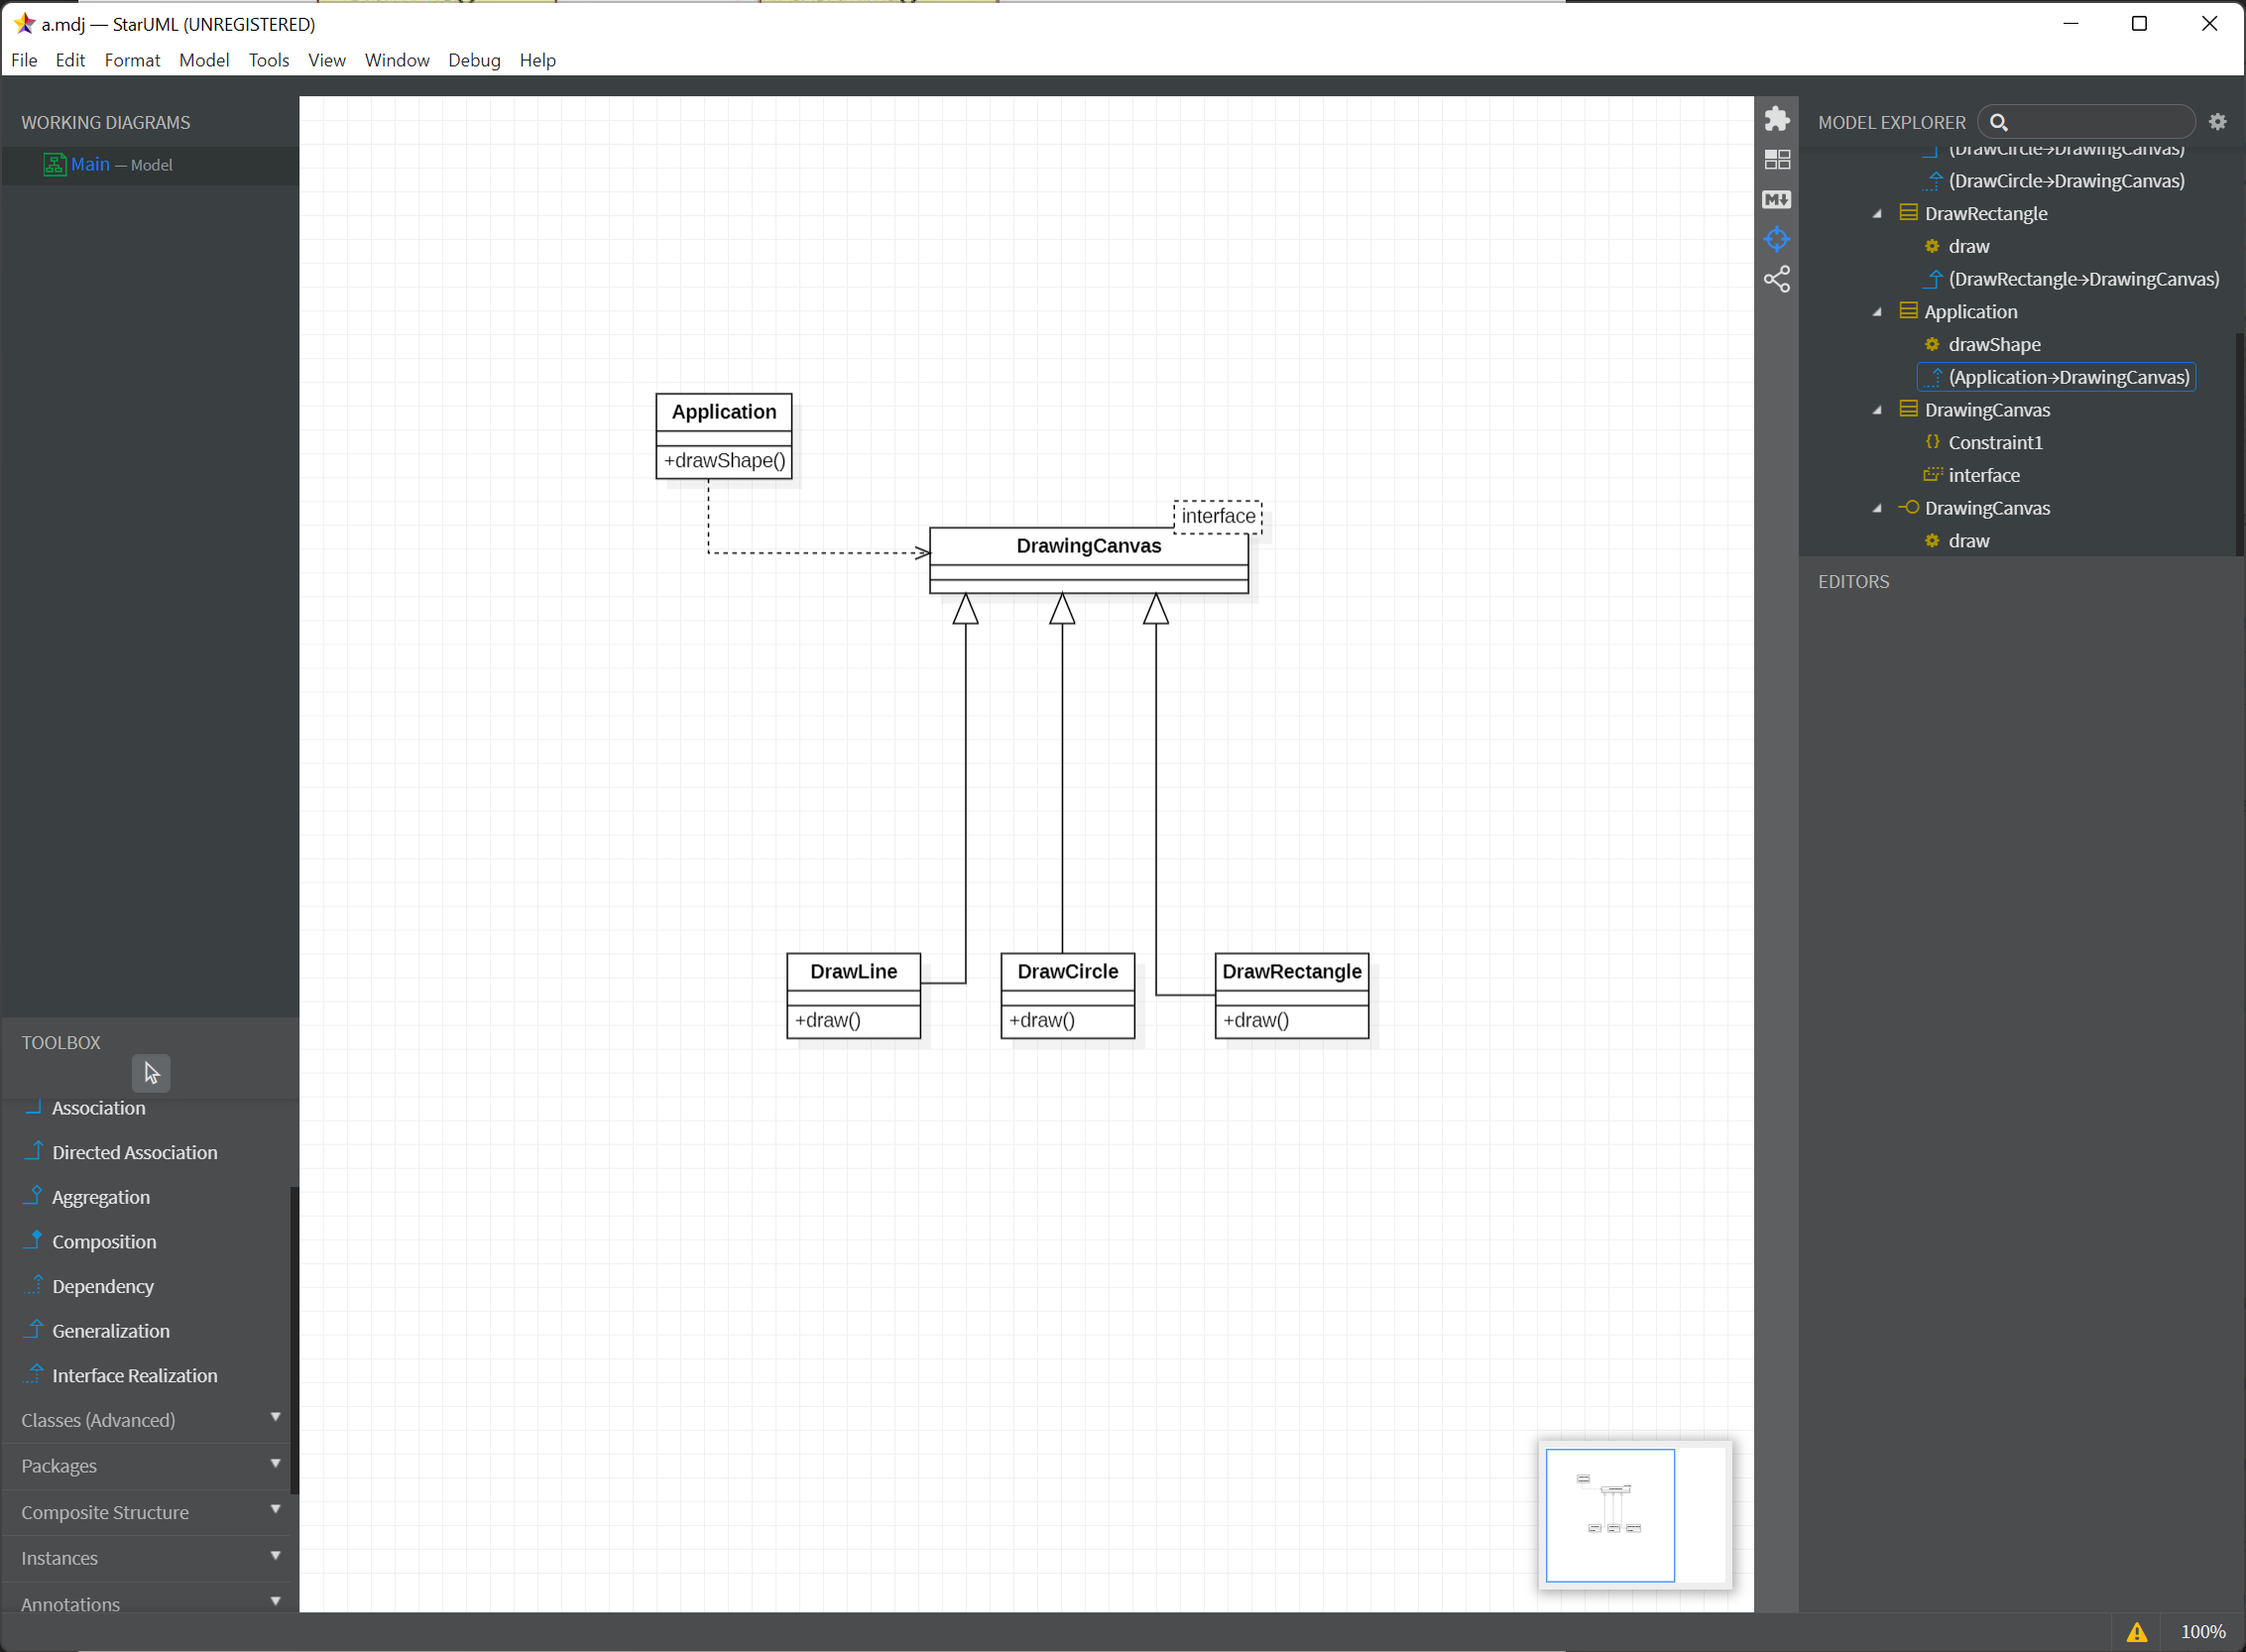 a.mdj — StarUML (UNREGISTERED)
File Edit Format Model Tools View Window Debug Help
WORKING DIAGRAMS
Main — Model
TOOLBOX
Association
Directed Association
Aggregation
Composition
Dependency
Generalization
Interface Realization
Classes (Advanced)
Packages
Composite Structure
Instances
Annotations
Application
+drawShape()
interface
DrawingCanvas
DrawLine
+draw()
DrawCircle
+draw()
DrawRectangle
+draw()
MODEL EXPLORER
(DrawCircle→DrawingCanvas)
(DrawCircle→DrawingCanvas)
DrawRectangle
draw
(DrawRectangle→DrawingCanvas)
Application
drawShape
(Application→DrawingCanvas)
DrawingCanvas
Constraint1
interface
DrawingCanvas
draw
EDITORS
100%